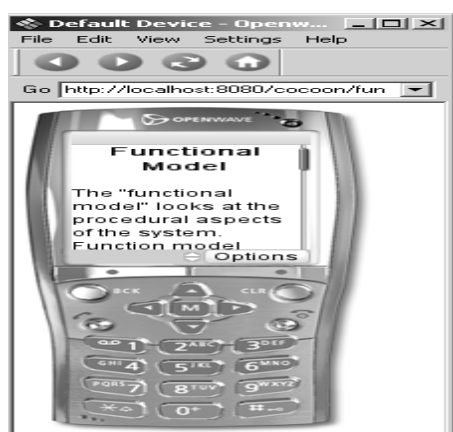 Default Device - Openw...
File Edit View Settings Help
Go http://localhost:8080/cocoon/fun
OPENWAVE
Functional
Model
The "functional
model" looks at the
procedural aspects
of the system.
Function model
Options
BCK CLR
M
1 2ABC 3DEF
GHI4 5JKL 6MNO
PQRS7 8TUV 9WXYZ
* 0+ #